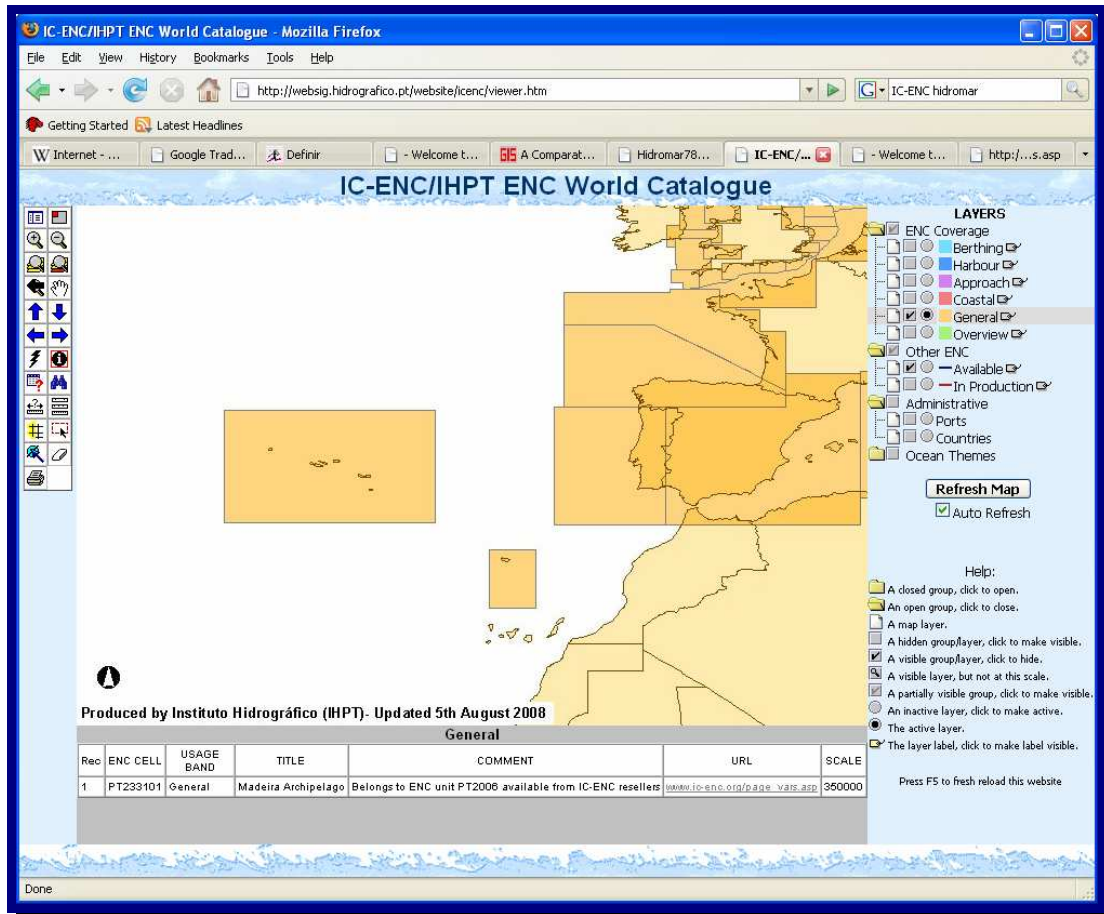 IC-ENC/IHPT ENC World Catalogue - Mozilla Firefox
File Edit View History Bookmarks Tools Help
http://websig.hidrografico.pt/website/icenc/viewer.htm
IC-ENC hidromar
Getting Started Latest Headlines
Internet - ... Google Trad... Definir - Welcome t... A Comparat... Hidromar78... IC-ENC/... - Welcome t... http:/...s.asp
IC-ENC/IHPT ENC World Catalogue
LAYERS
ENC Coverage
Berthing
Harbour
Approach
Coastal
General
Overview
Other ENC
Available
In Production
Administrative
Ports
Countries
Ocean Themes
Refresh Map
Auto Refresh
Help:
A closed group, click to open.
An open group, click to close.
A map layer.
A hidden group/layer, click to make visible.
A visible group/layer, click to hide.
A visible layer, but not at this scale.
A partially visible group, click to make visible.
An inactive layer, click to make active.
The active layer.
The layer label, click to make label visible.
Press F5 to fresh reload this website
Produced by Instituto Hidrográfico (IHPT)- Updated 5th August 2008
General
Rec ENC CELL USAGE BAND TITLE COMMENT URL SCALE
1 PT233101 General Madeira Archipelago Belongs to ENC unit PT2006 available from IC-ENC resellers www.ic-enc.org/page_vars.asp 350000
Done